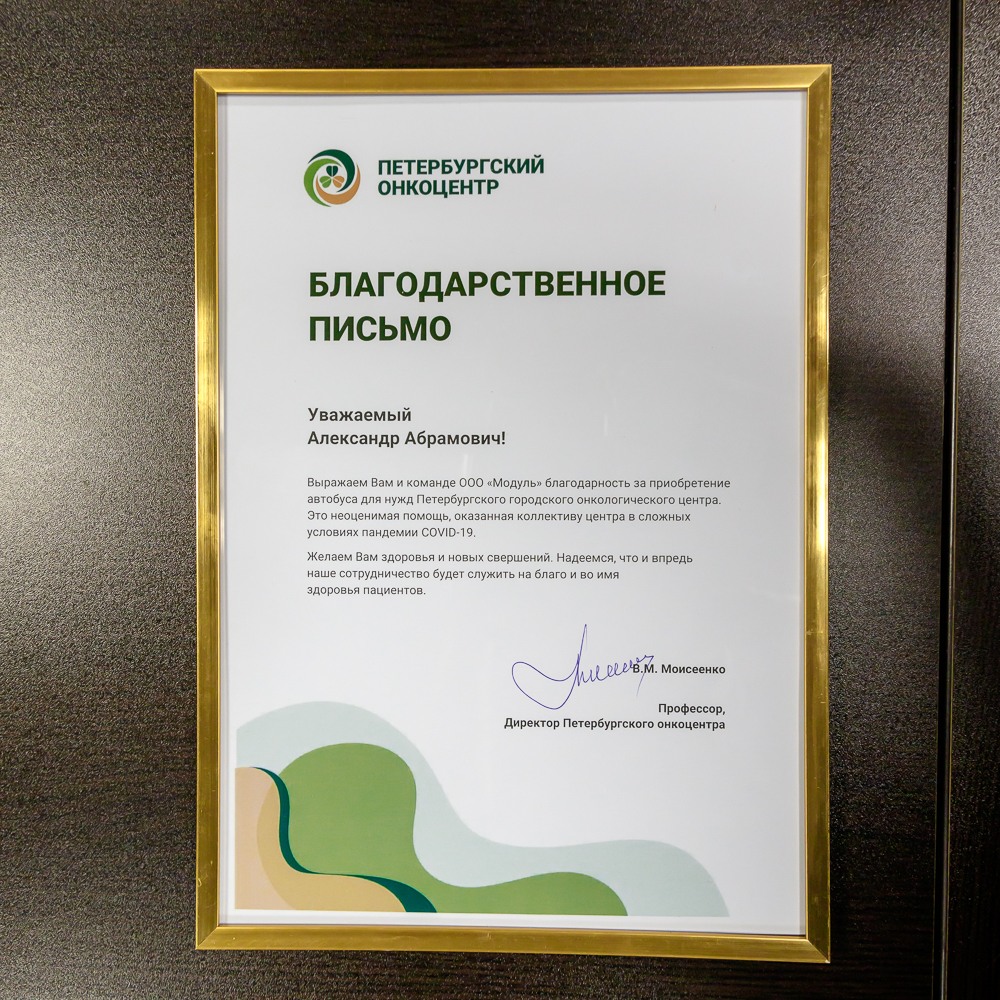 ПЕТЕРБУРГСКИЙ
ОНКОЦЕНТР
БЛАГОДАРСТВЕННОЕ
ПИСЬМО
Уважаемый
Александр Абрамович!
Выражаем Вам и команде ООО «Модуль» благодарность за приобретение
автобуса для нужд Петербургского городского онкологического центра.
Это неоценимая помощь, оказанная коллективу центра в сложных
условиях пандемии COVID-19.
Желаем Вам здоровья и новых свершений. Надеемся, что и впредь
наше сотрудничество будет служить на благо и во имя
здоровья пациентов.
В.М. Моисеенко
Профессор,
Директор Петербургского онкоцентра